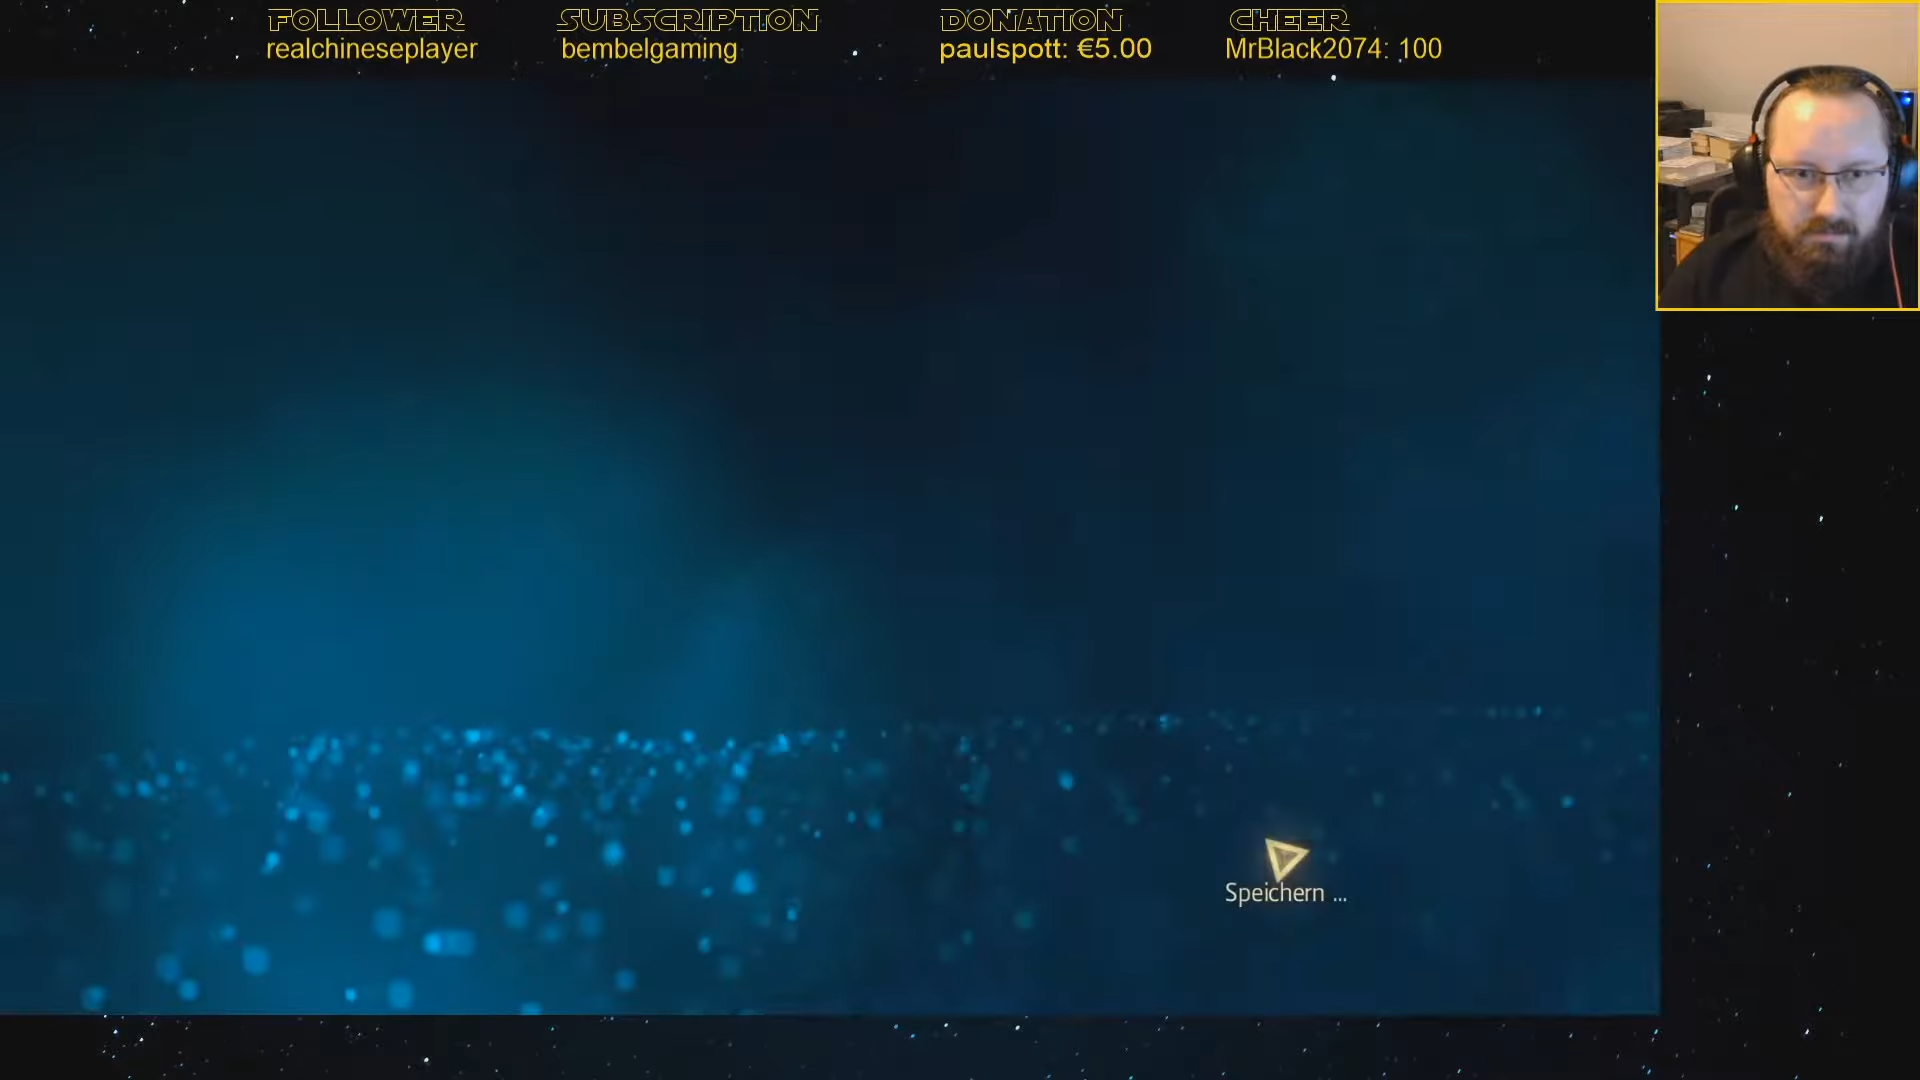 FOLLOWER SUBSCRIPTION DONATION CHEER
realchineseplayer bembelgaming paulspott: €5.00 MrBlack2074: 100
Speichern ...